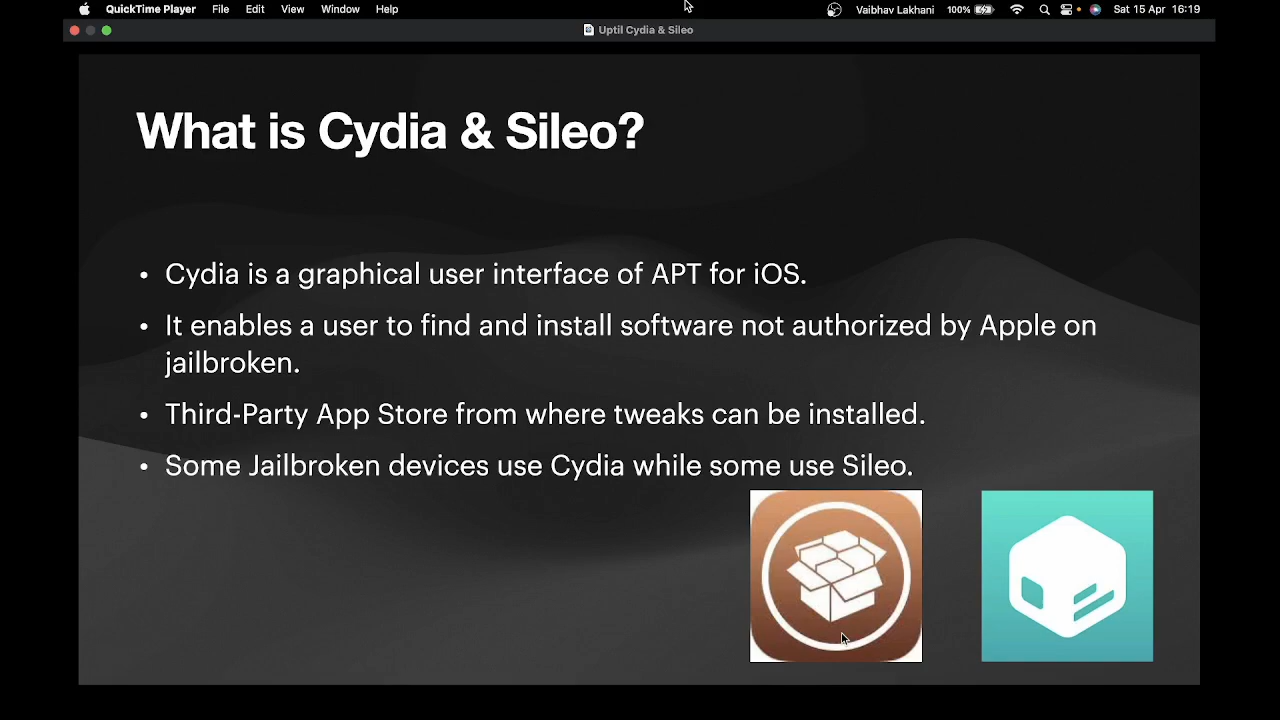 QuickTime Player File Edit View Window Help Vaibhav Lakhani 100% Sat 15 Apr 16:19
Uptil Cydia & Sileo
What is Cydia & Sileo?
• Cydia is a graphical user interface of APT for iOS.
• It enables a user to find and install software not authorized by Apple on
jailbroken.
• Third-Party App Store from where tweaks can be installed.
• Some Jailbroken devices use Cydia while some use Sileo.